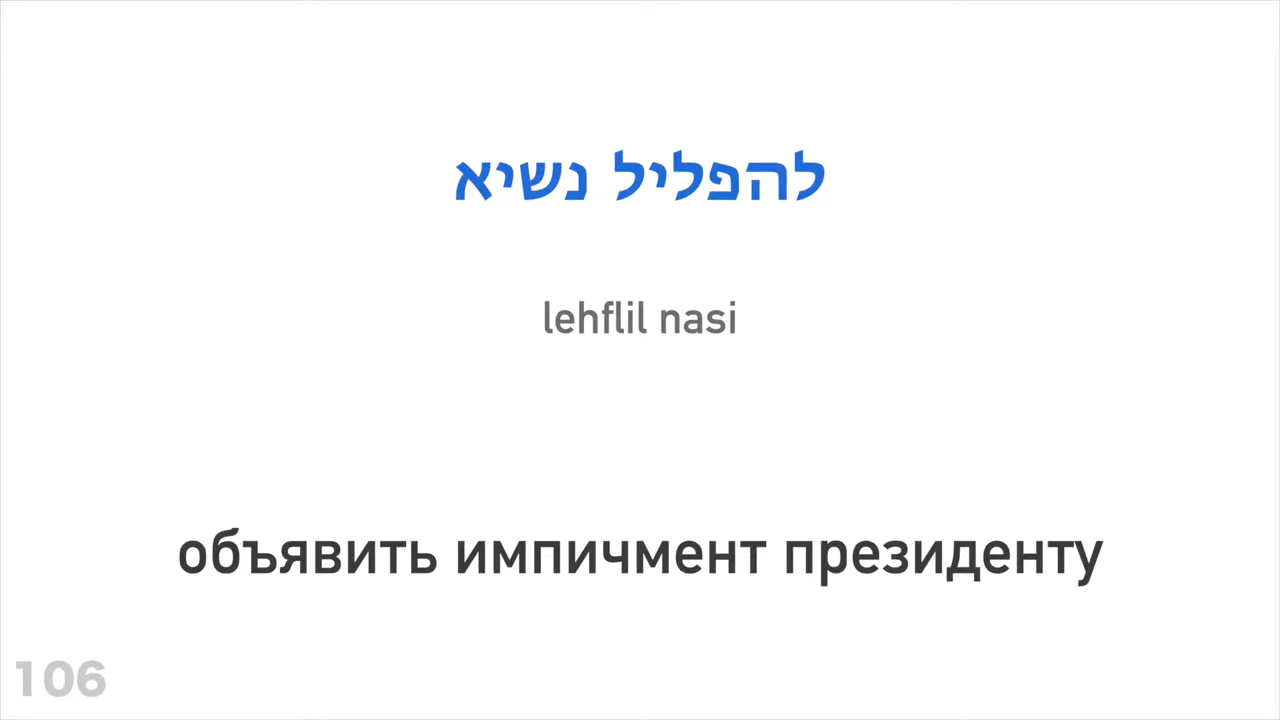 להפליל נשיא
lehflil nasi
объявить импичмент президенту
106